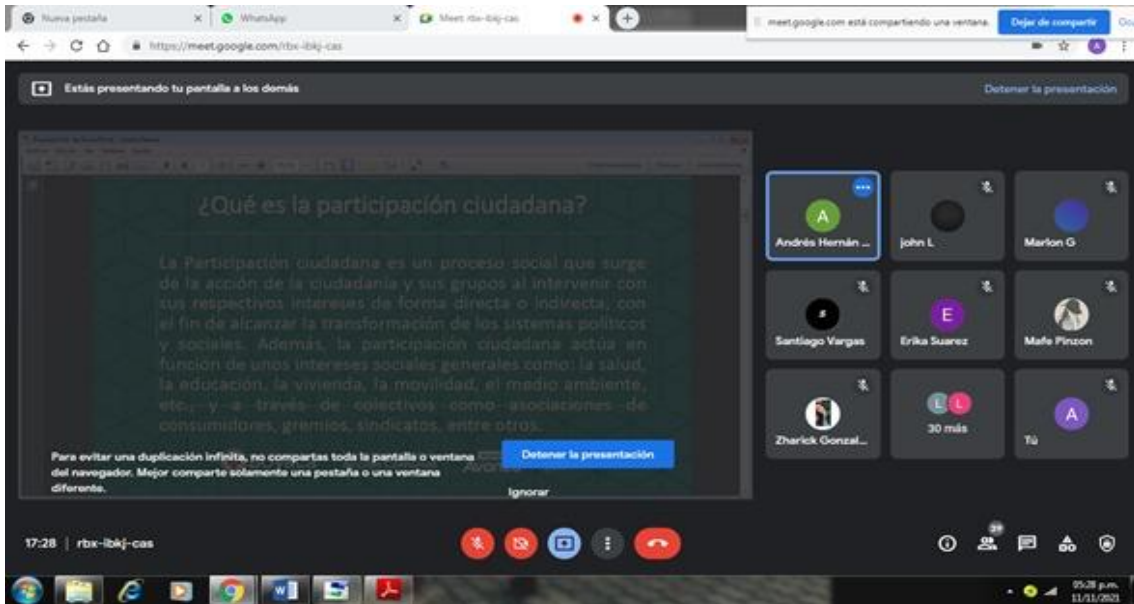 Nueva pestaña
WhatsApp
Meet: rbx-ibkj-cas
meet.google.com está compartiendo una ventana.
Dejar de compartir
https://meet.google.com/rbx-ibkj-cas
A
Estás presentando tu pantalla a los demás
Detener la presentación
¿Qué es la participación ciudadana?
La Participación ciudadana es un proceso social que surge
de la acción de la ciudadanía y sus grupos al intervenir con
sus respectivos intereses de forma directa o indirecta, con
el fin de alcanzar la transformación de los sistemas políticos
y sociales. Además, la participación ciudadana actúa en
función de unos intereses sociales generales como: la salud,
la educación, la vivienda, la movilidad, el medio ambiente,
etc., y a través de colectivos como asociaciones de
consumidores, gremios, sindicatos, entre otros.
Para evitar una duplicación infinita, no compartas toda la pantalla o ventana
del navegador. Mejor comparte solamente una pestaña o una ventana
diferente.
Detener la presentación
Ignorar
A
Andrés Hernán ...
john L
Marlon G
Santiago Vargas
E
Erika Suarez
Mafe Pinzon
Zharick Gonzal...
L L
30 más
A
Tú
17:28 | rbx-ibkj-cas
39
05:28 p.m.
11/11/2021